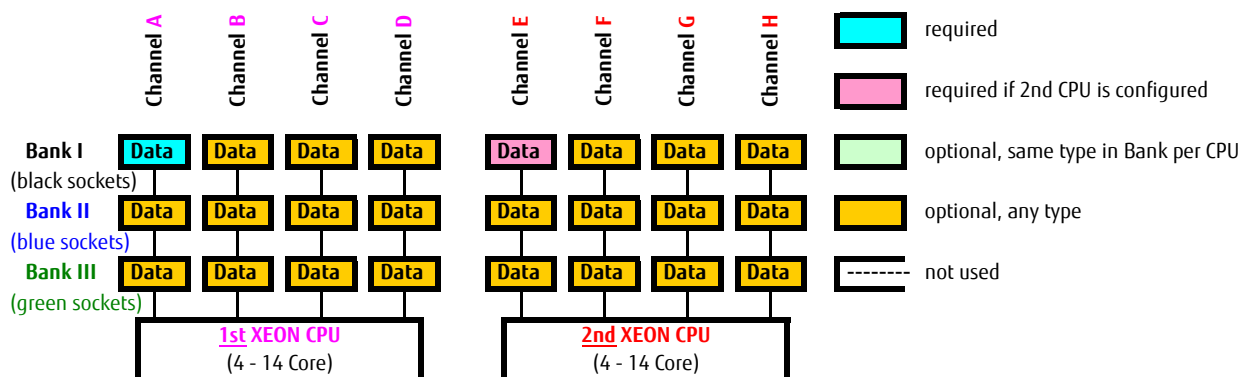 Channel A Channel B Channel C Channel D Channel E Channel F Channel G Channel H
required
required if 2nd CPU is configured
Bank I Data Data Data Data Data Data Data Data optional, same type in Bank per CPU
(black sockets)
Bank II Data Data Data Data Data Data Data Data optional, any type
(blue sockets)
Bank III Data Data Data Data Data Data Data Data not used
(green sockets)
1st XEON CPU 2nd XEON CPU
(4 - 14 Core) (4 - 14 Core)